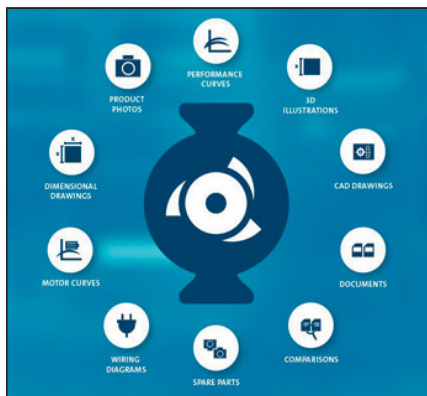 PERFORMANCE
CURVES
PRODUCT
PHOTOS
3D
ILLUSTRATIONS
DIMENSIONAL
DRAWINGS
CAD DRAWINGS
MOTOR CURVES
DOCUMENTS
WIRING
DIAGRAMS
COMPARISONS
SPARE PARTS